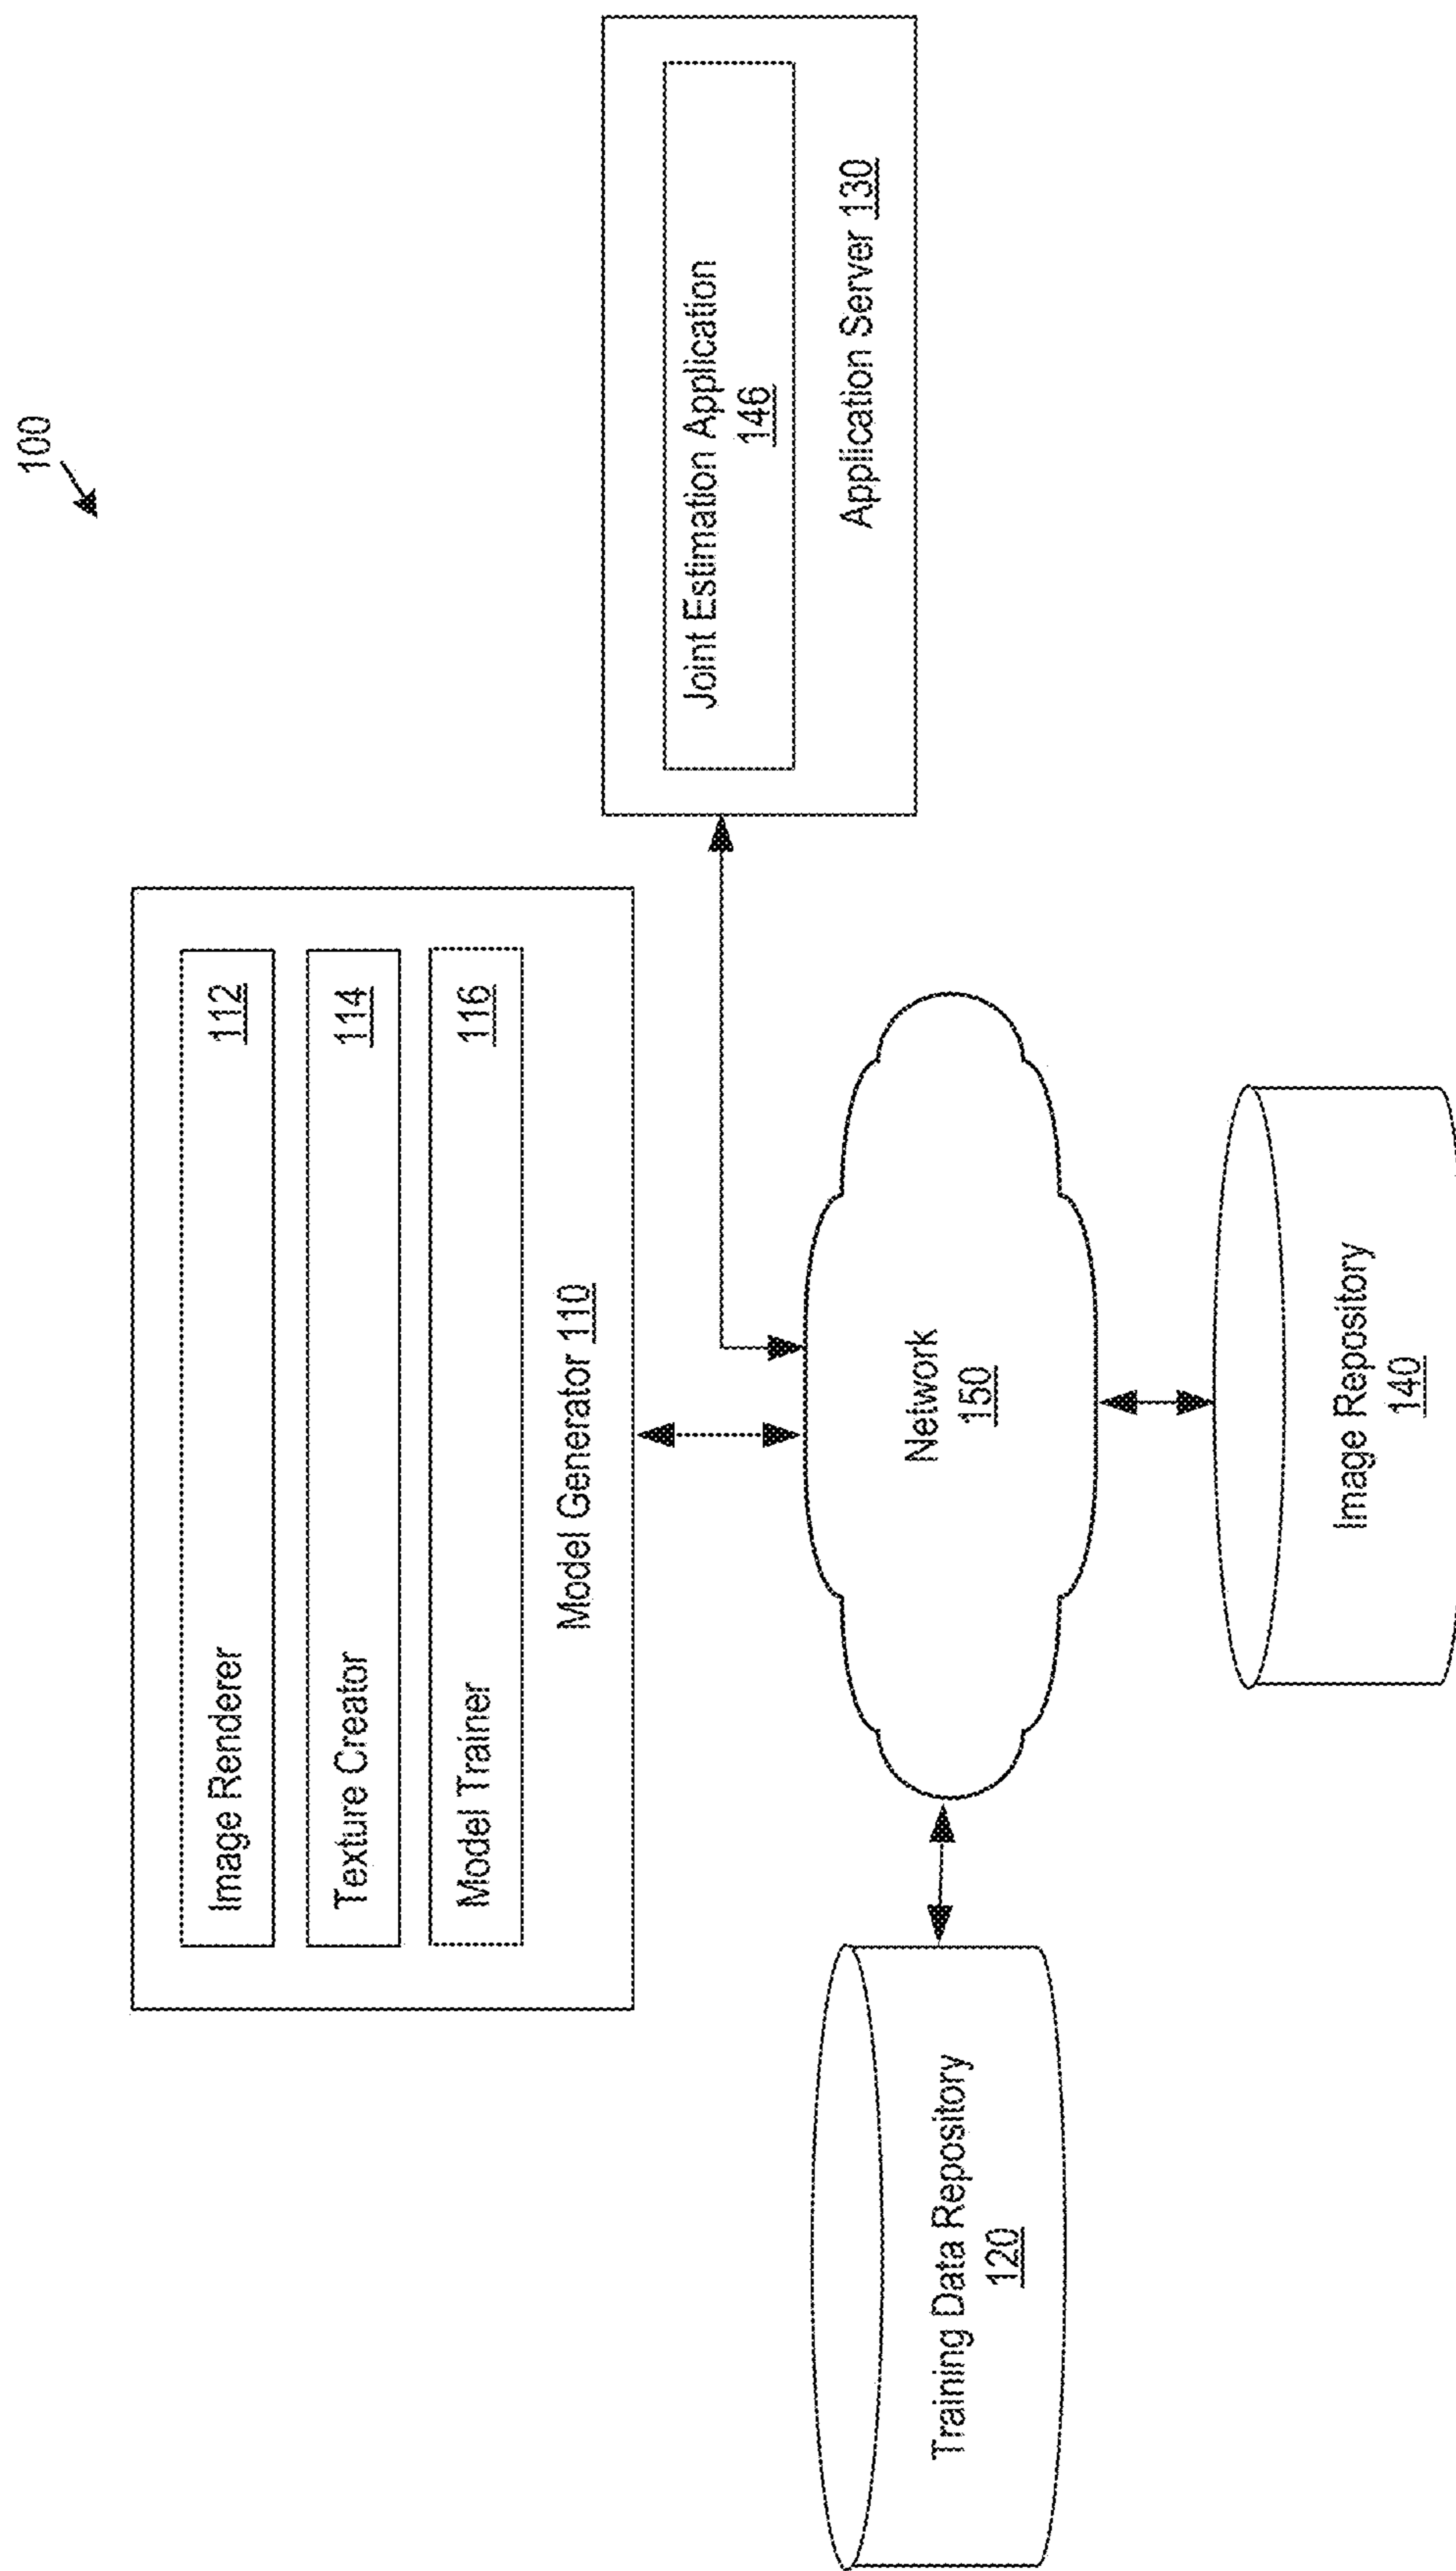 100
Image Renderer 112
Texture Creator 114
Model Trainer 116
Model Generator 110
Joint Estimation Application
146
Application Server 130
Training Data Repository
120
Network
150
Image Repository
140